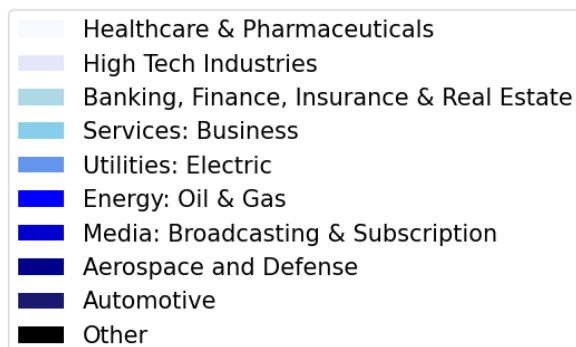 Healthcare & Pharmaceuticals
High Tech Industries
Banking, Finance, Insurance & Real Estate
Services: Business
Utilities: Electric
Energy: Oil & Gas
Media: Broadcasting & Subscription
Aerospace and Defense
Automotive
Other